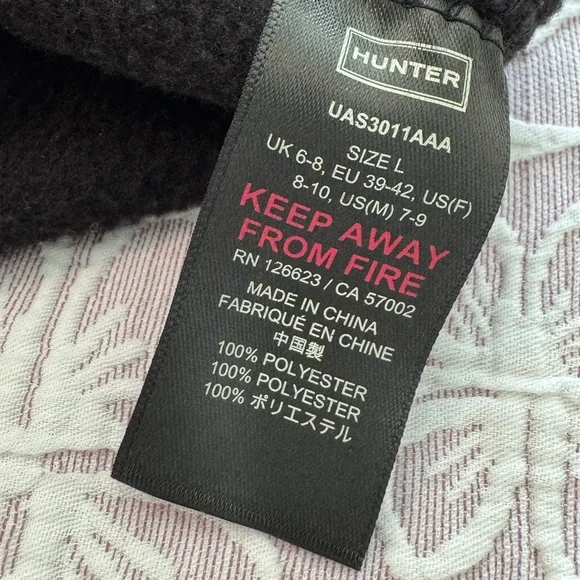 HUNTER
UAS3011AAA
SIZE L
UK 6-8, EU 39-42, US(F)
8-10, US(M) 7-9
KEEP AWAY
FROM FIRE
RN 126623 / CA 57002
MADE IN CHINA
FABRIQUÉ EN CHINE
中国製
100% POLYESTER
100% POLYESTER
100% ポリエステル